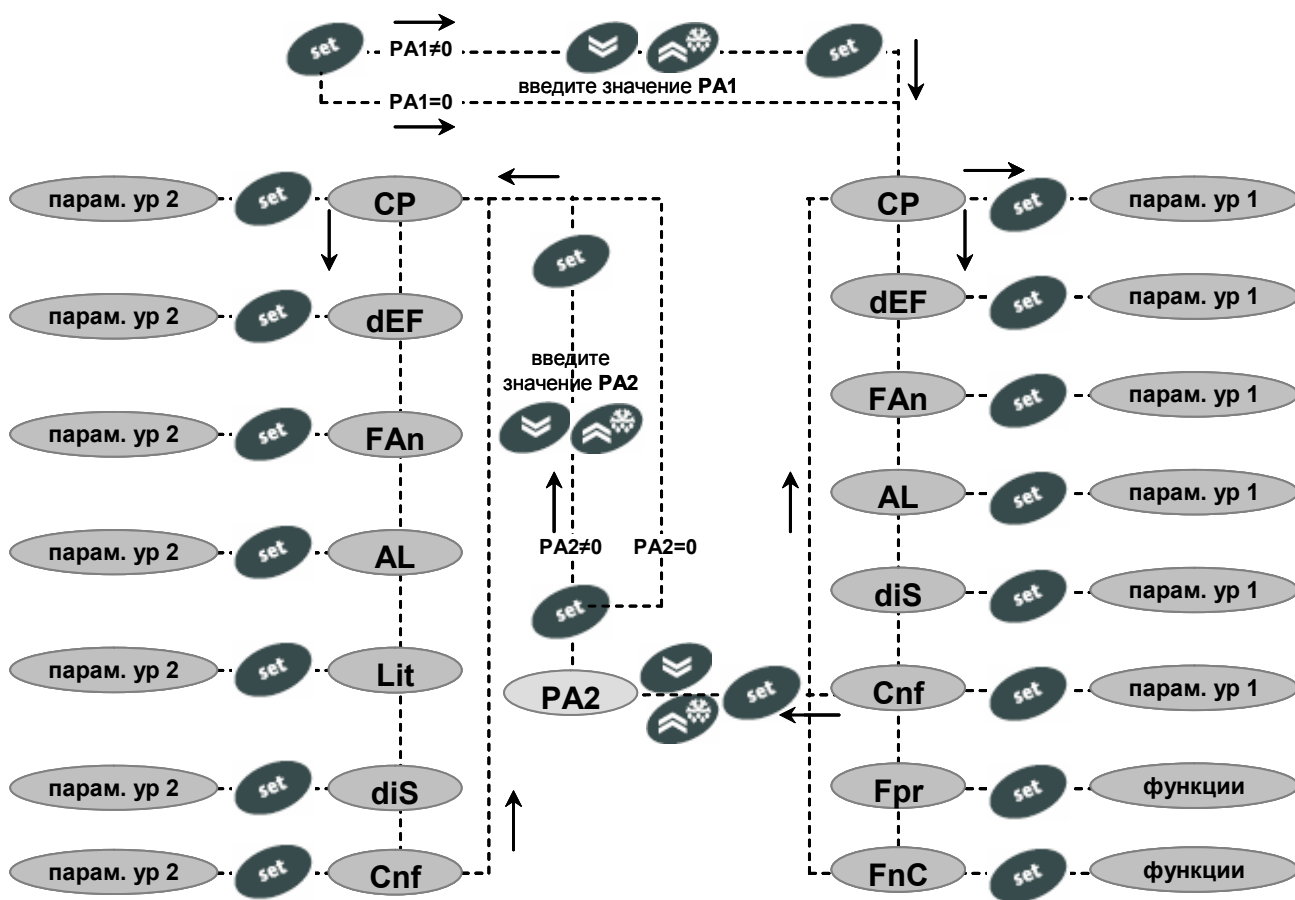 set
PA1≠0
set
введите значение PA1
PA1=0
парам. ур 2
set
CP
CP
set
парам. ур 1
set
парам. ур 2
set
dEF
dEF
set
парам. ур 1
введите
значение PA2
парам. ур 2
set
FAn
FAn
set
парам. ур 1
парам. ур 2
set
AL
AL
set
парам. ур 1
PA2≠0
PA2=0
set
diS
set
парам. ур 1
парам. ур 2
set
Lit
PA2
set
Cnf
set
парам. ур 1
парам. ур 2
set
diS
Fpr
set
функции
парам. ур 2
set
Cnf
FnC
set
функции